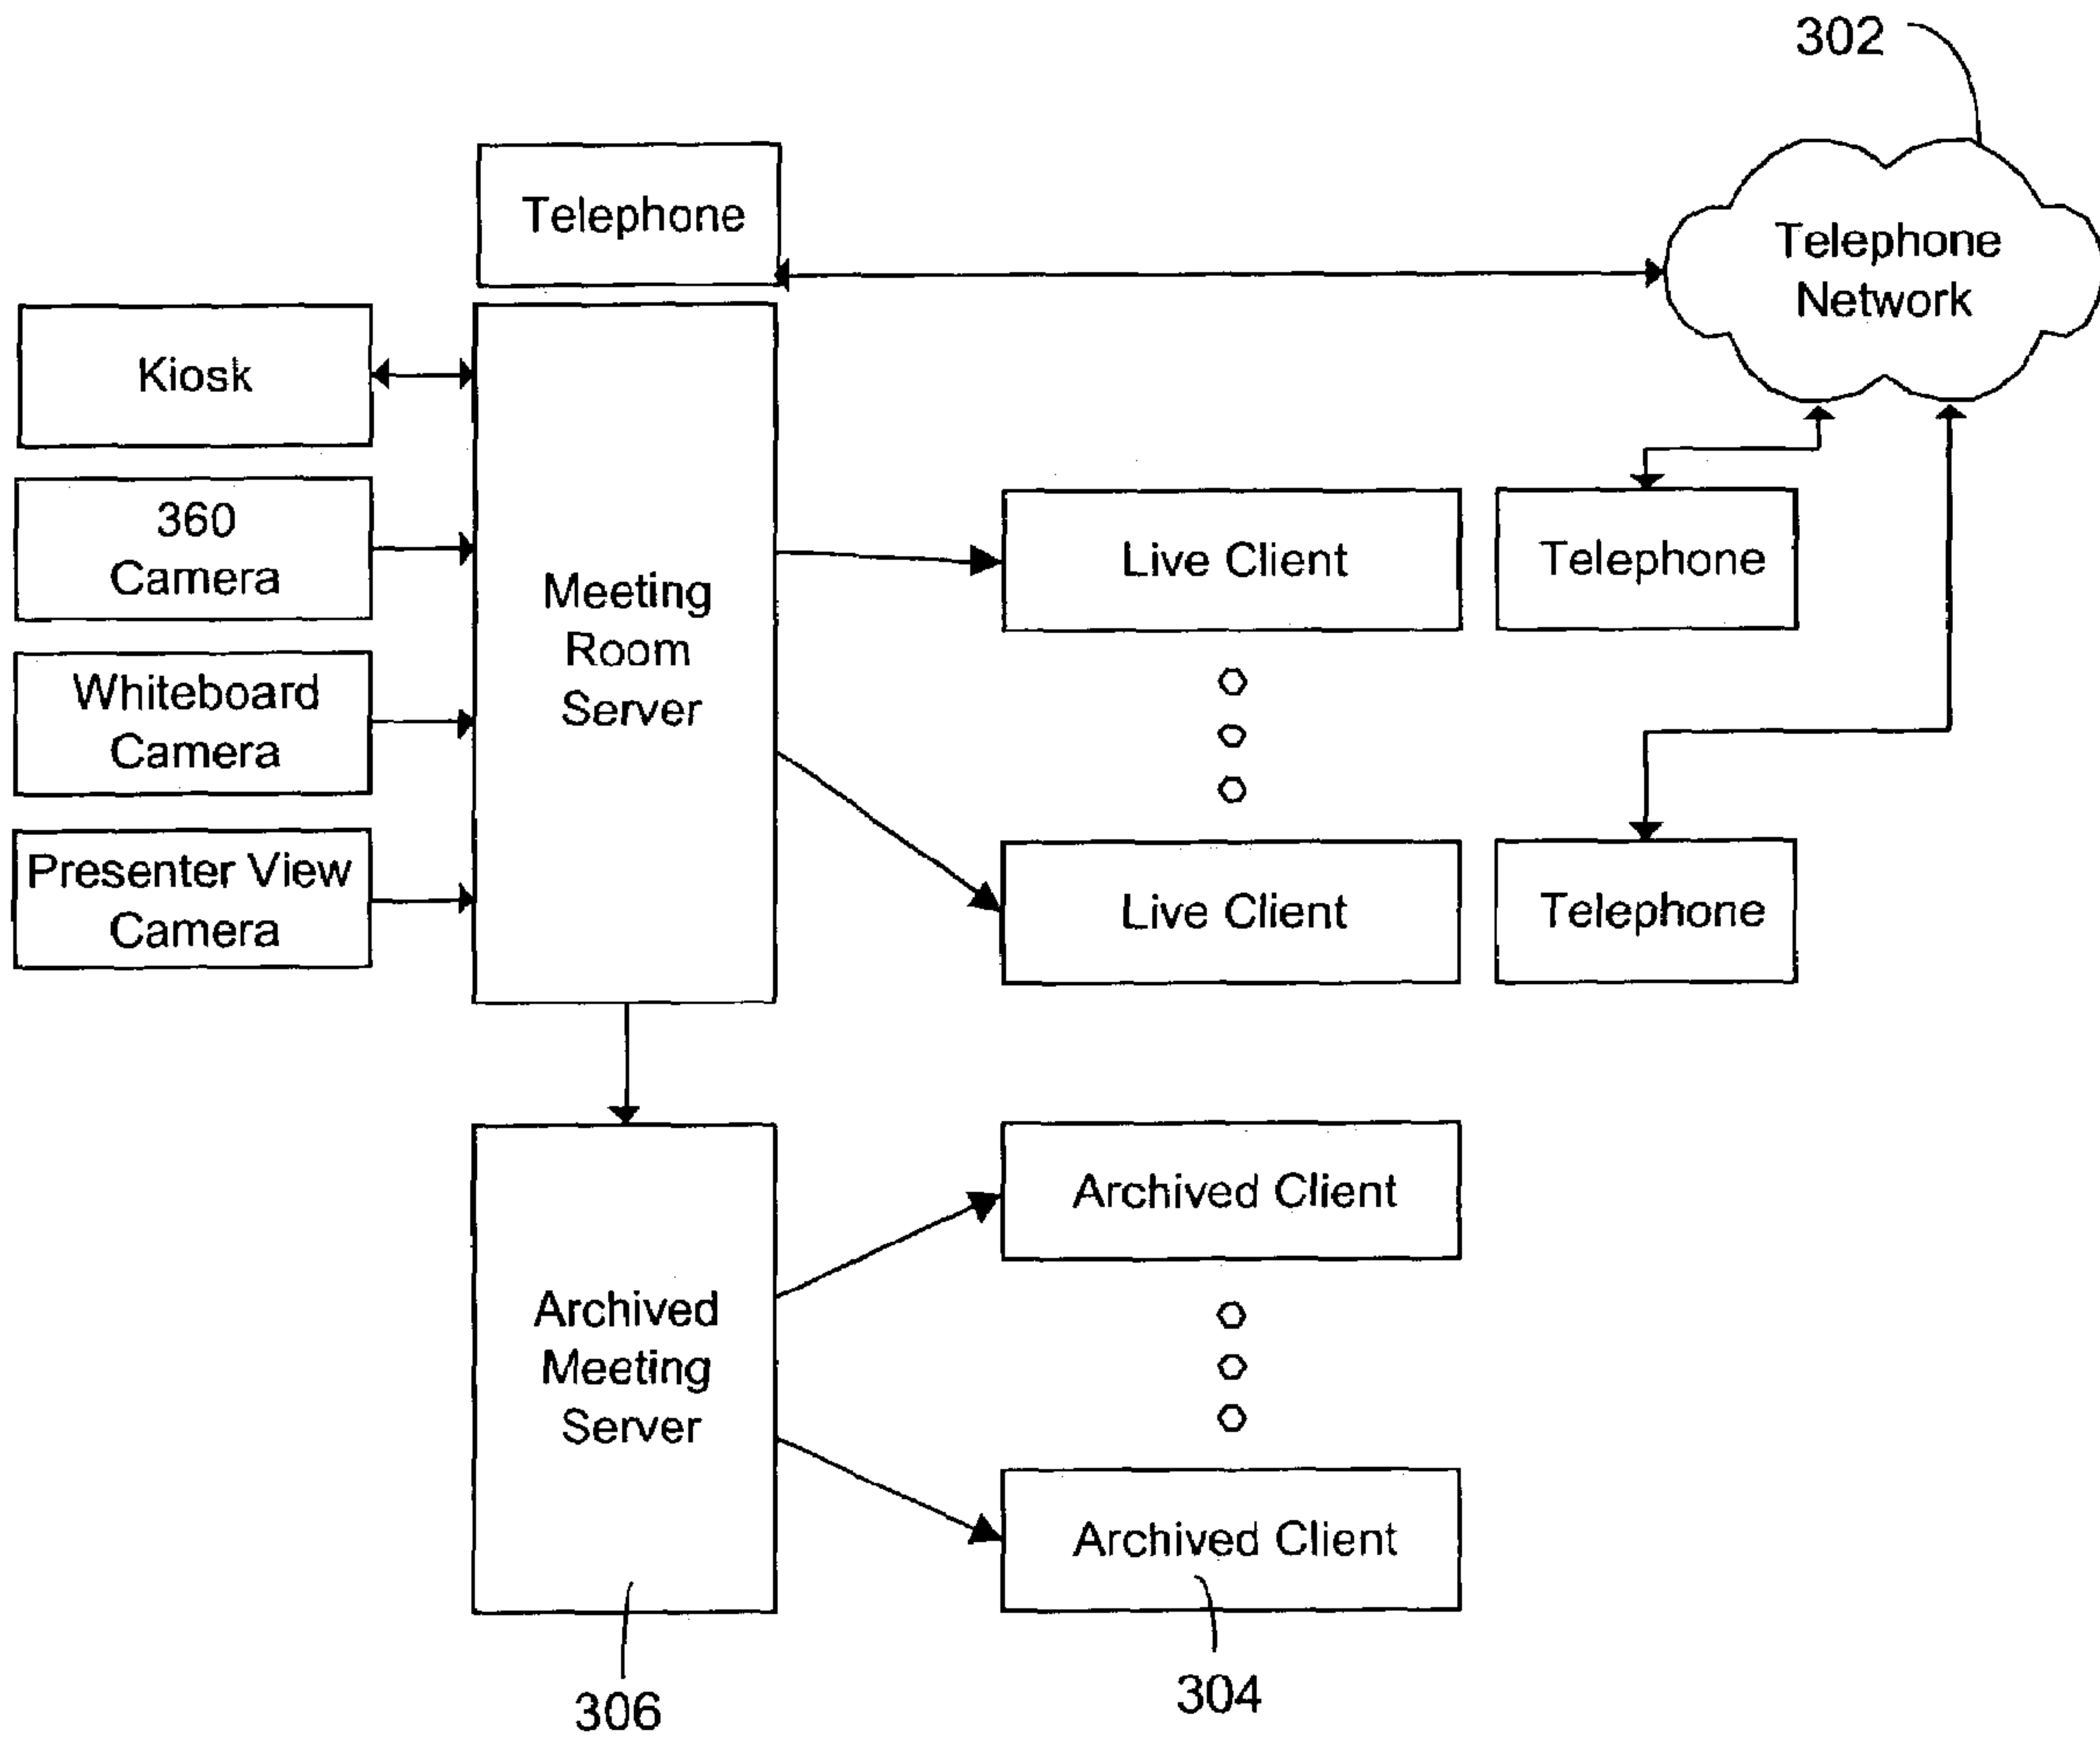 302
Telephone
Telephone
Network
Kiosk
360
Camera
Whiteboard
Camera
Presenter View
Camera
Meeting
Room
Server
Live Client
Telephone
Live Client
Telephone
Archived
Meeting
Server
Archived Client
Archived Client
306
304